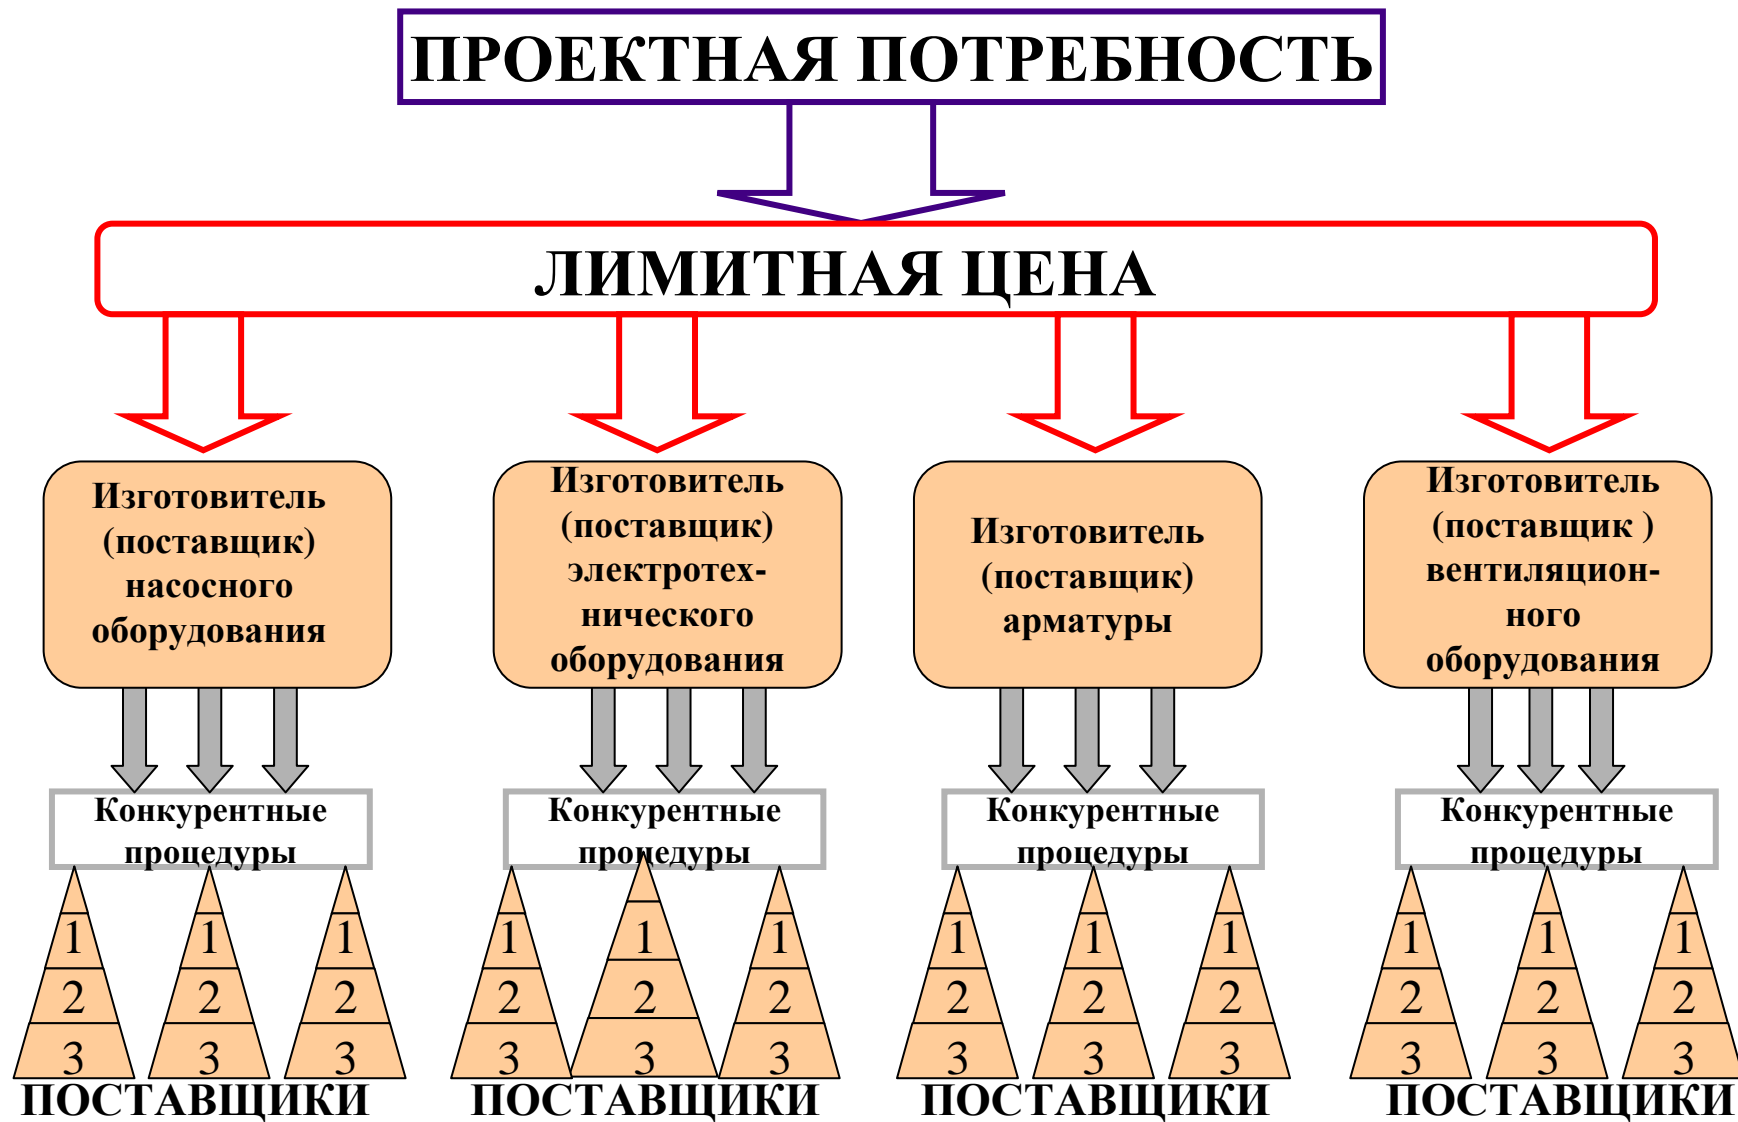 ПРОЕКТНАЯ ПОТРЕБНОСТЬ
ЛИМИТНАЯ ЦЕНА
Изготовитель
(поставщик)
насосного
оборудования
Изготовитель
(поставщик)
электротех-
нического
оборудования
Изготовитель
(поставщик)
арматуры
Изготовитель
(поставщик )
вентиляцион-
ного
оборудования
Конкурентные
процедуры
Конкурентные
процедуры
Конкурентные
процедуры
Конкурентные
процедуры
1 1 1 1 1 1 1 1 1 1 1 1
2 2 2 2 2 2 2 2 2 2 2 2
3 3 3 3 3 3 3 3 3 3 3 3
ПОСТАВЩИКИ ПОСТАВЩИКИ ПОСТАВЩИКИ ПОСТАВЩИКИ